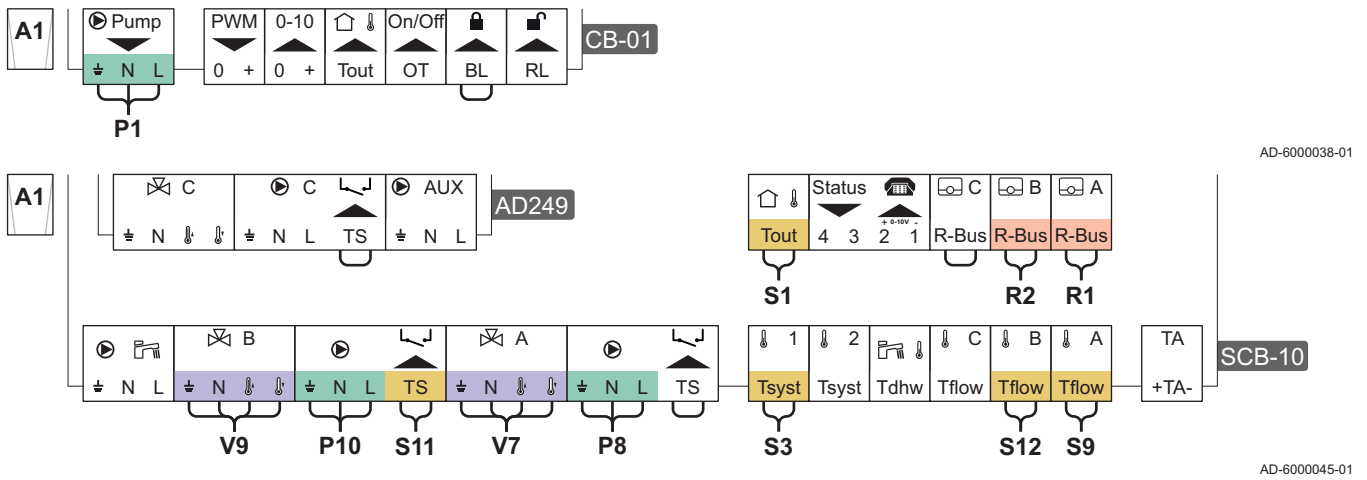 A1 Pump PWM 0-10 On/Off CB-01
N L 0 + 0 + Tout OT BL RL
P1
AD-6000038-01
A1 C C AUX AD249 Status C B A
+ 0-10V -
N N L TS N L Tout 4 3 2 1 R-Bus R-Bus R-Bus
S1 R2 R1
B A 1 2 C B A TA SCB-10
N L N N L TS N N L TS Tsyst Tsyst Tdhw Tflow Tflow Tflow +TA-
V9 P10 S11 V7 P8 S3 S12 S9
AD-6000045-01